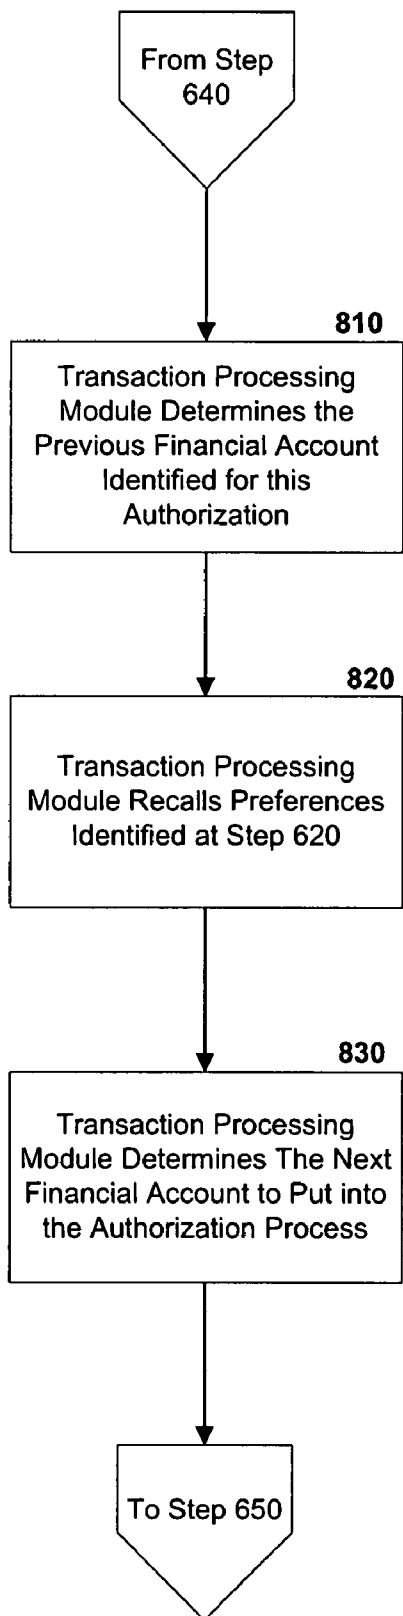 From Step
640
810
Transaction Processing
Module Determines the
Previous Financial Account
Identified for this
Authorization
820
Transaction Processing
Module Recalls Preferences
Identified at Step 620
830
Transaction Processing
Module Determines The Next
Financial Account to Put into
the Authorization Process
To Step 650